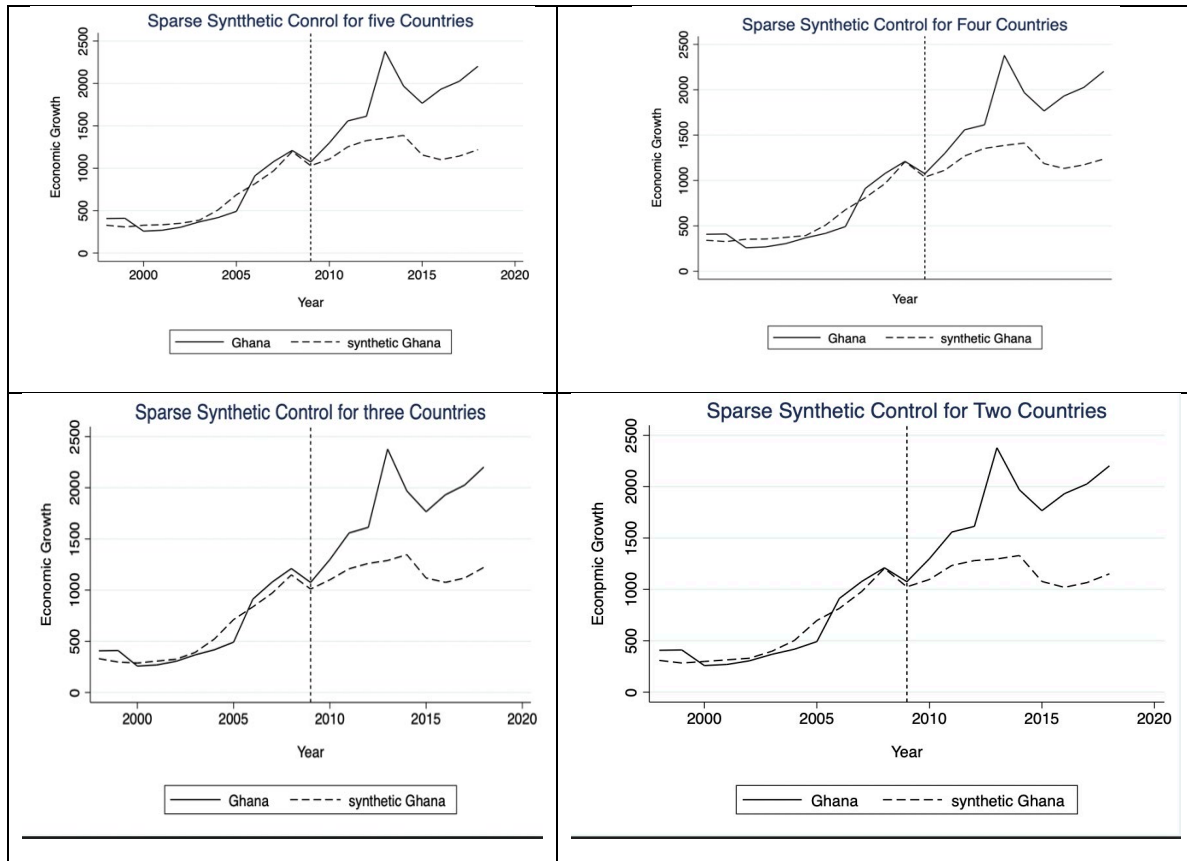 Sparse Syntthetic Conrol for five Countries
Economic Growth
2500
2000
1500
1000
500
0
2000 2005 2010 2015 2020
Year
Ghana synthetic Ghana
Sparse Synthetic Control for Four Countries
Economic Growth
2500
2000
1500
1000
500
0
Year
Ghana synthetic Ghana
Sparse Synthetic Control for three Countries
Economic Growth
2500
2000
1500
1000
500
0
2000 2005 2010 2015 2020
Year
Ghana synthetic Ghana
Sparse Synthetic Control for Two Countries
Econpmic Growth
2500
2000
1500
1000
500
0
2000 2005 2010 2015 2020
Year
Ghana synthetic Ghana